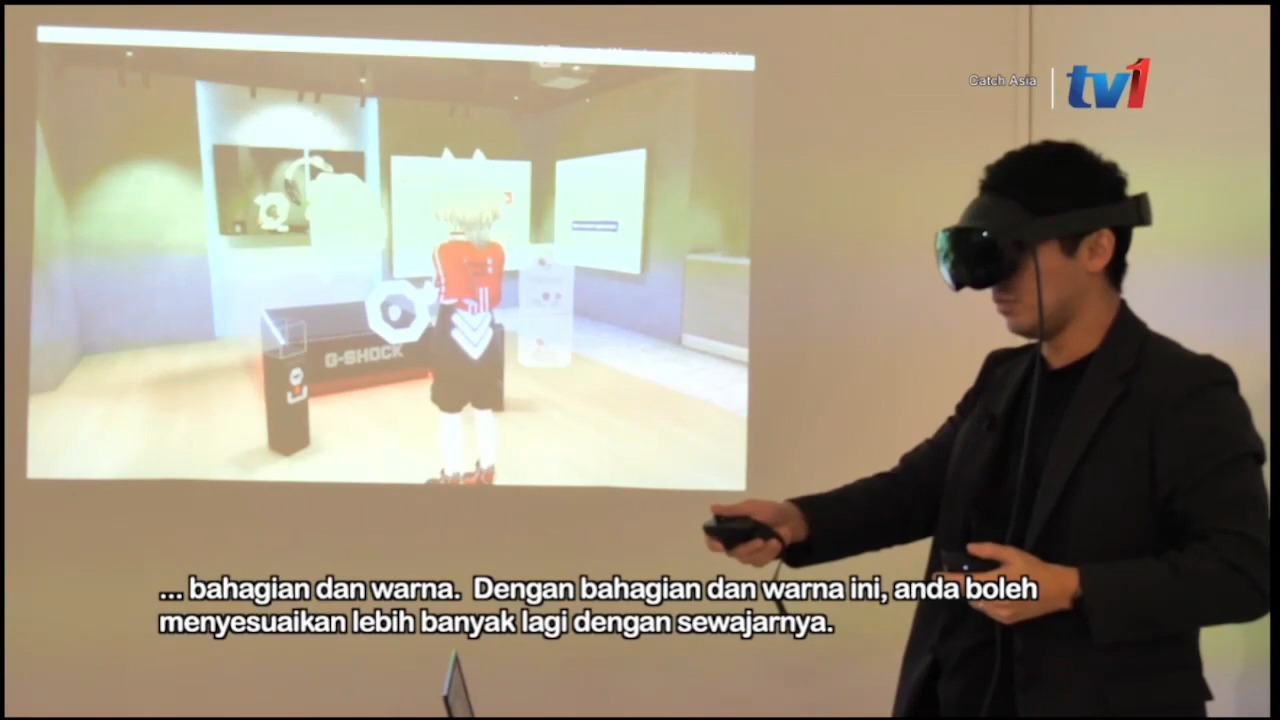 Catch Asia
tv1
G-SHOCK
... bahagian dan warna. Dengan bahagian dan warna ini, anda boleh
menyesuaikan lebih banyak lagi dengan sewajarnya.